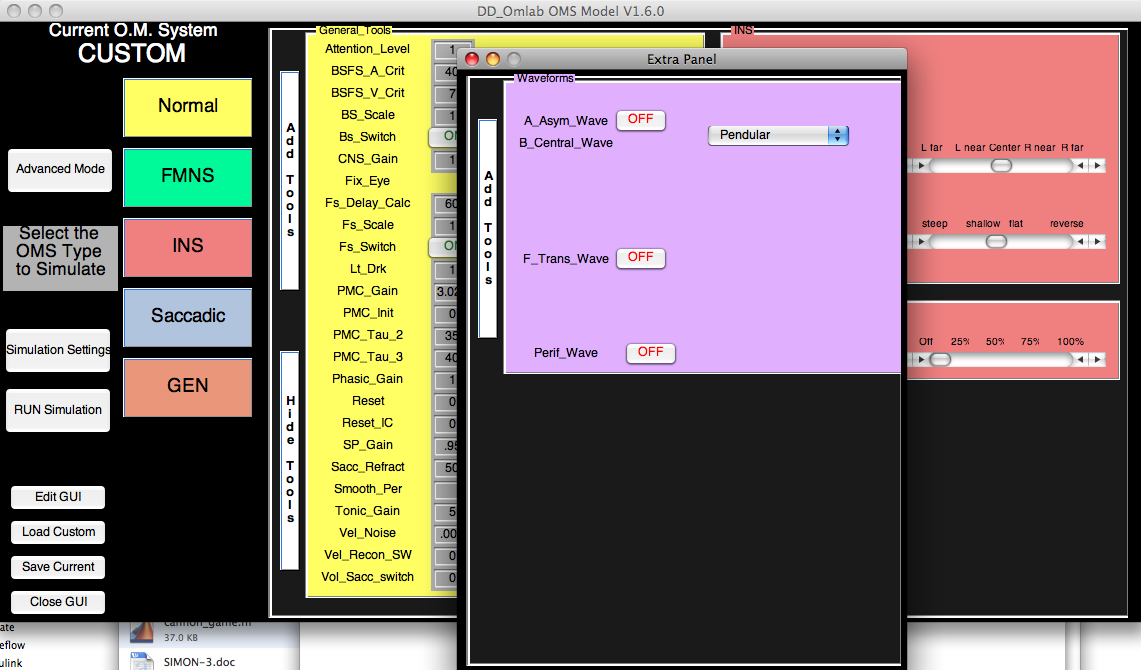 DD_Omlab OMS Model V1.6.0
Current O.M. System
CUSTOM
Normal
FMNS
INS
Saccadic
GEN
Advanced Mode
Select the
OMS Type
to Simulate
Simulation Settings
RUN Simulation
Edit GUI
Load Custom
Save Current
Close GUI
Add Tools
Hide Tools
General_Tools
Attention_Level 1
BSFS_A_Crit 40
BSFS_V_Crit 7
BS_Scale 1
Bs_Switch
CNS_Gain 1
Fix_Eye
Fs_Delay_Calc 60
Fs_Scale 1
Fs_Switch
Lt_Drk 1
PMC_Gain 3.02
PMC_Init 0
PMC_Tau_2 35
PMC_Tau_3 40
Phasic_Gain 1
Reset 0
Reset_IC 0
SP_Gain .95
Sacc_Refract 50
Smooth_Per
Tonic_Gain 5
Vel_Noise .00
Vel_Recon_SW 0
Vol_Sacc_switch 0
Extra Panel
Add Tools
Waveforms
A_Asym_Wave OFF
Pendular
B_Central_Wave
F_Trans_Wave OFF
Perif_Wave OFF
INS
L far L near Center R near R far
steep shallow flat reverse
Off 25% 50% 75% 100%
ate
eflow
ulink
cannon_game.m
37.0 KB
SIMON-3.doc